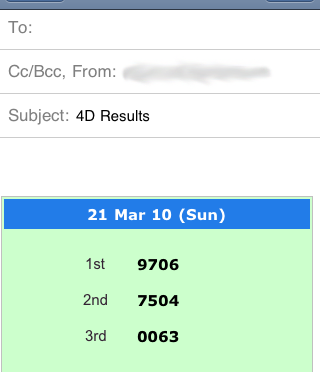 To:
Cc/Bcc, From:
Subject: 4D Results
21 Mar 10 (Sun)
1st 9706
2nd 7504
3rd 0063